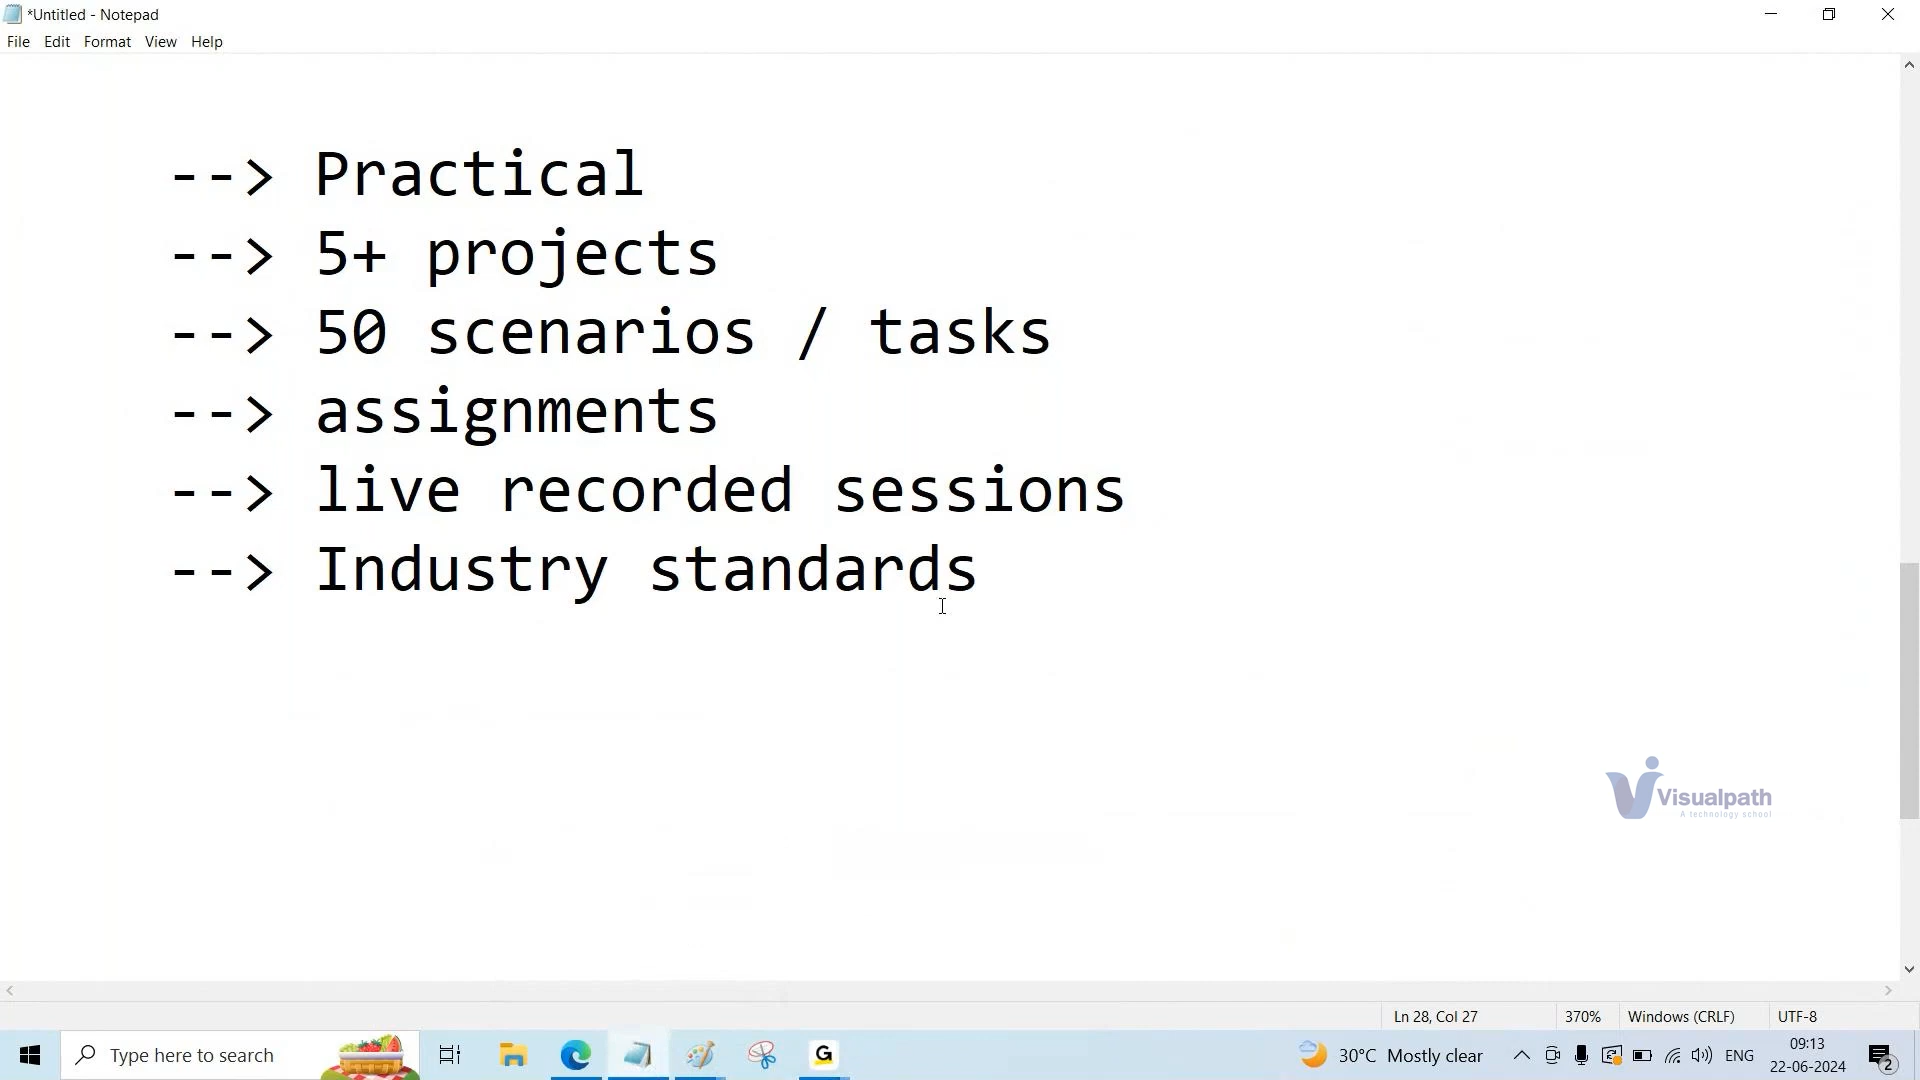 *Untitled - Notepad
File Edit Format View Help
--> Practical
--> 5+ projects
--> 50 scenarios / tasks
--> assignments
--> live recorded sessions
--> Industry standards
Visualpath
A technology school
Ln 28, Col 27 370% Windows (CRLF) UTF-8
Type here to search
30°C Mostly clear
ENG
09:13
22-06-2024
2